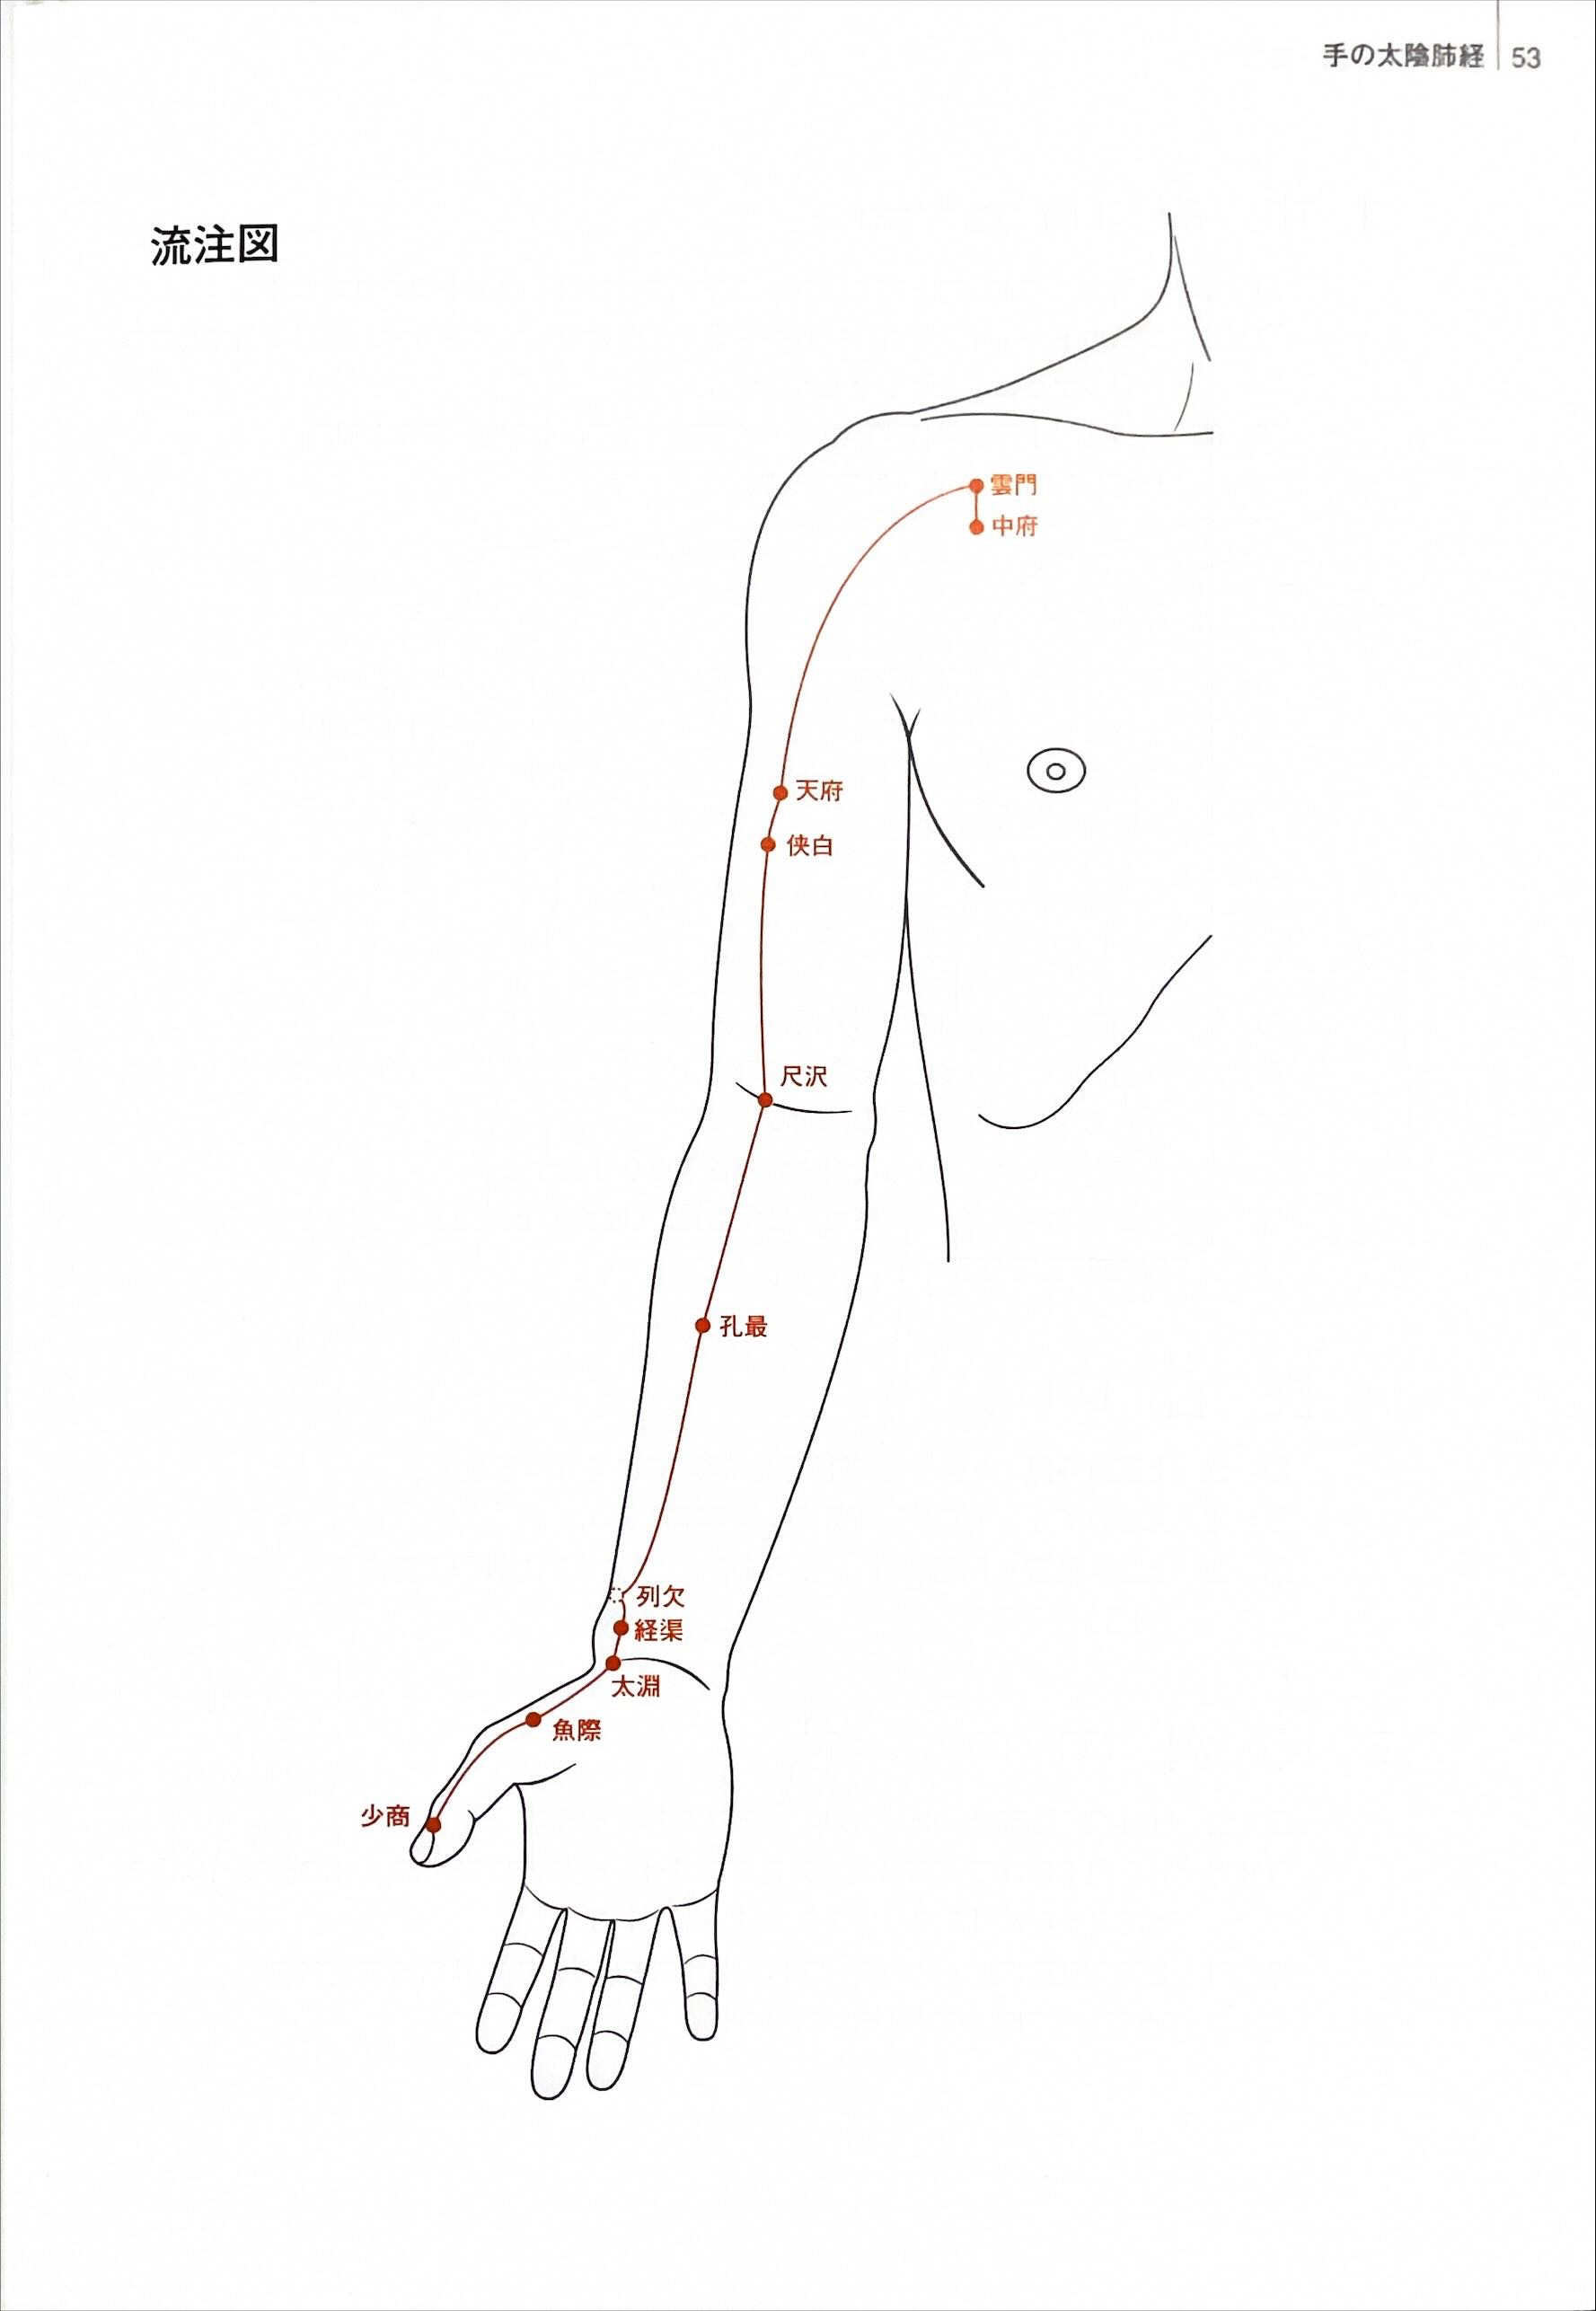 手の太陰肺経 53
流注図
雲門
中府
天府
侠白
尺沢
孔最
列欠
経渠
太淵
魚際
少商